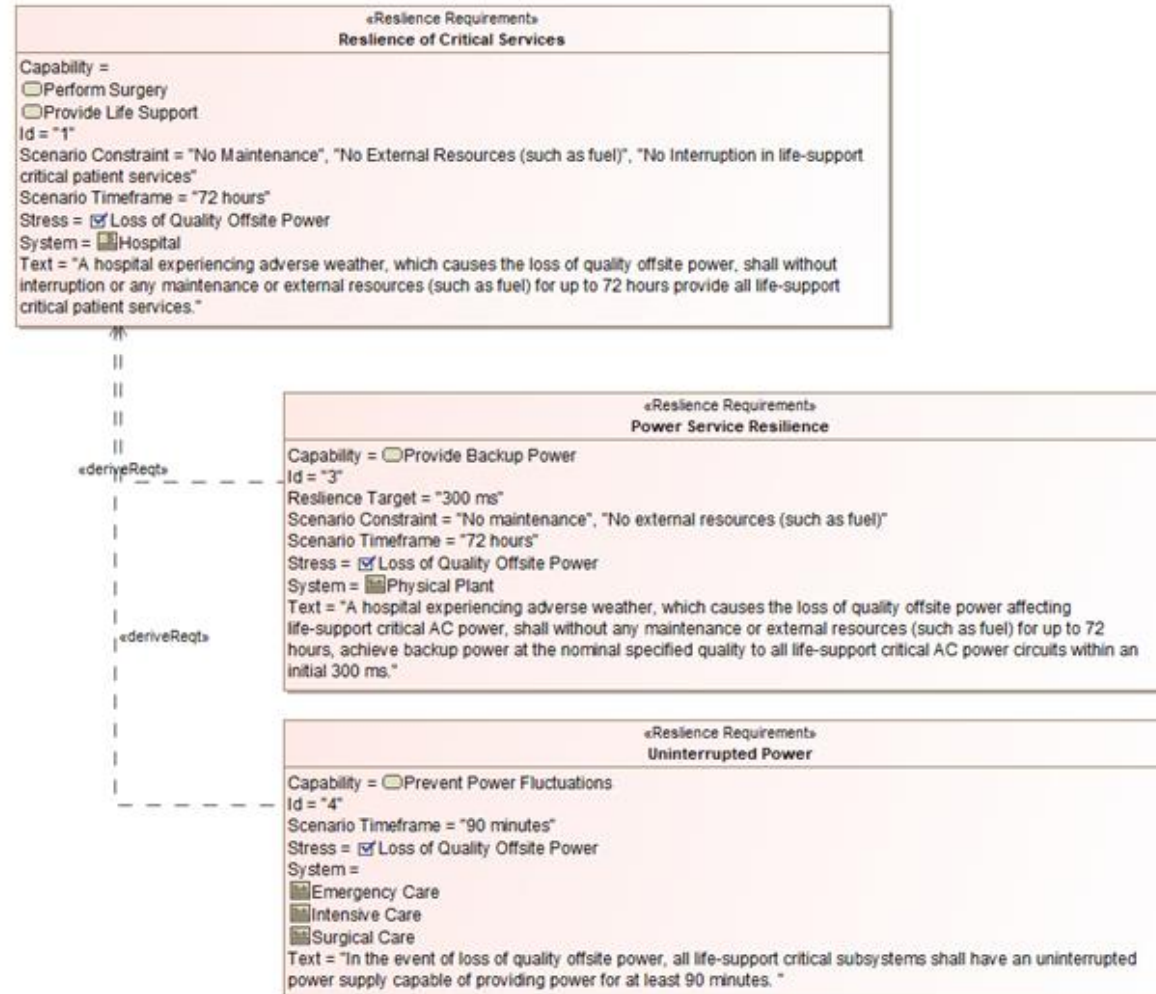 «Reslience Requirement»
Reslience of Critical Services
Capability =
Perform Surgery
Provide Life Support
Id = "1"
Scenario Constraint = "No Maintenance", "No External Resources (such as fuel)", "No Interruption in life-support
critical patient services"
Scenario Timeframe = "72 hours"
Stress = Loss of Quality Offsite Power
System = Hospital
Text = "A hospital experiencing adverse weather, which causes the loss of quality offsite power, shall without
interruption or any maintenance or external resources (such as fuel) for up to 72 hours provide all life-support
critical patient services."
«deriveReqt»
«Reslience Requirement»
Power Service Resilience
Capability = Provide Backup Power
Id = "3"
Reslience Target = "300 ms"
Scenario Constraint = "No maintenance", "No external resources (such as fuel)"
Scenario Timeframe = "72 hours"
Stress = Loss of Quality Offsite Power
System = Physical Plant
Text = "A hospital experiencing adverse weather, which causes the loss of quality offsite power affecting
life-support critical AC power, shall without any maintenance or external resources (such as fuel) for up to 72
hours, achieve backup power at the nominal specified quality to all life-support critical AC power circuits within an
initial 300 ms."
«deriveReqt»
«Reslience Requirement»
Uninterrupted Power
Capability = Prevent Power Fluctuations
Id = "4"
Scenario Timeframe = "90 minutes"
Stress = Loss of Quality Offsite Power
System =
Emergency Care
Intensive Care
Surgical Care
Text = "In the event of loss of quality offsite power, all life-support critical subsystems shall have an uninterrupted
power supply capable of providing power for at least 90 minutes. "